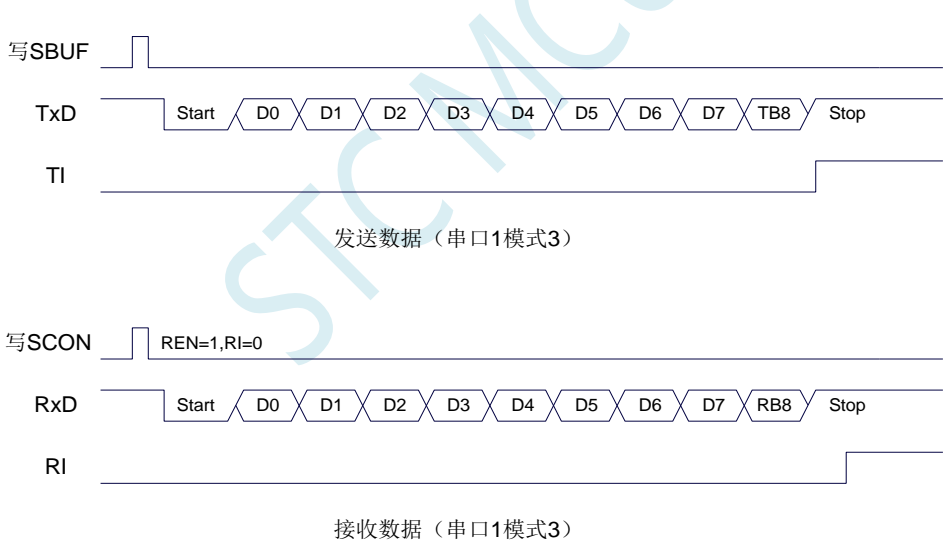 写SBUF
TxD Start D0 D1 D2 D3 D4 D5 D6 D7 TB8 Stop
TI
发送数据（串口1模式3）
写SCON REN=1,RI=0
RxD Start D0 D1 D2 D3 D4 D5 D6 D7 RB8 Stop
RI
接收数据（串口1模式3）
STC MC